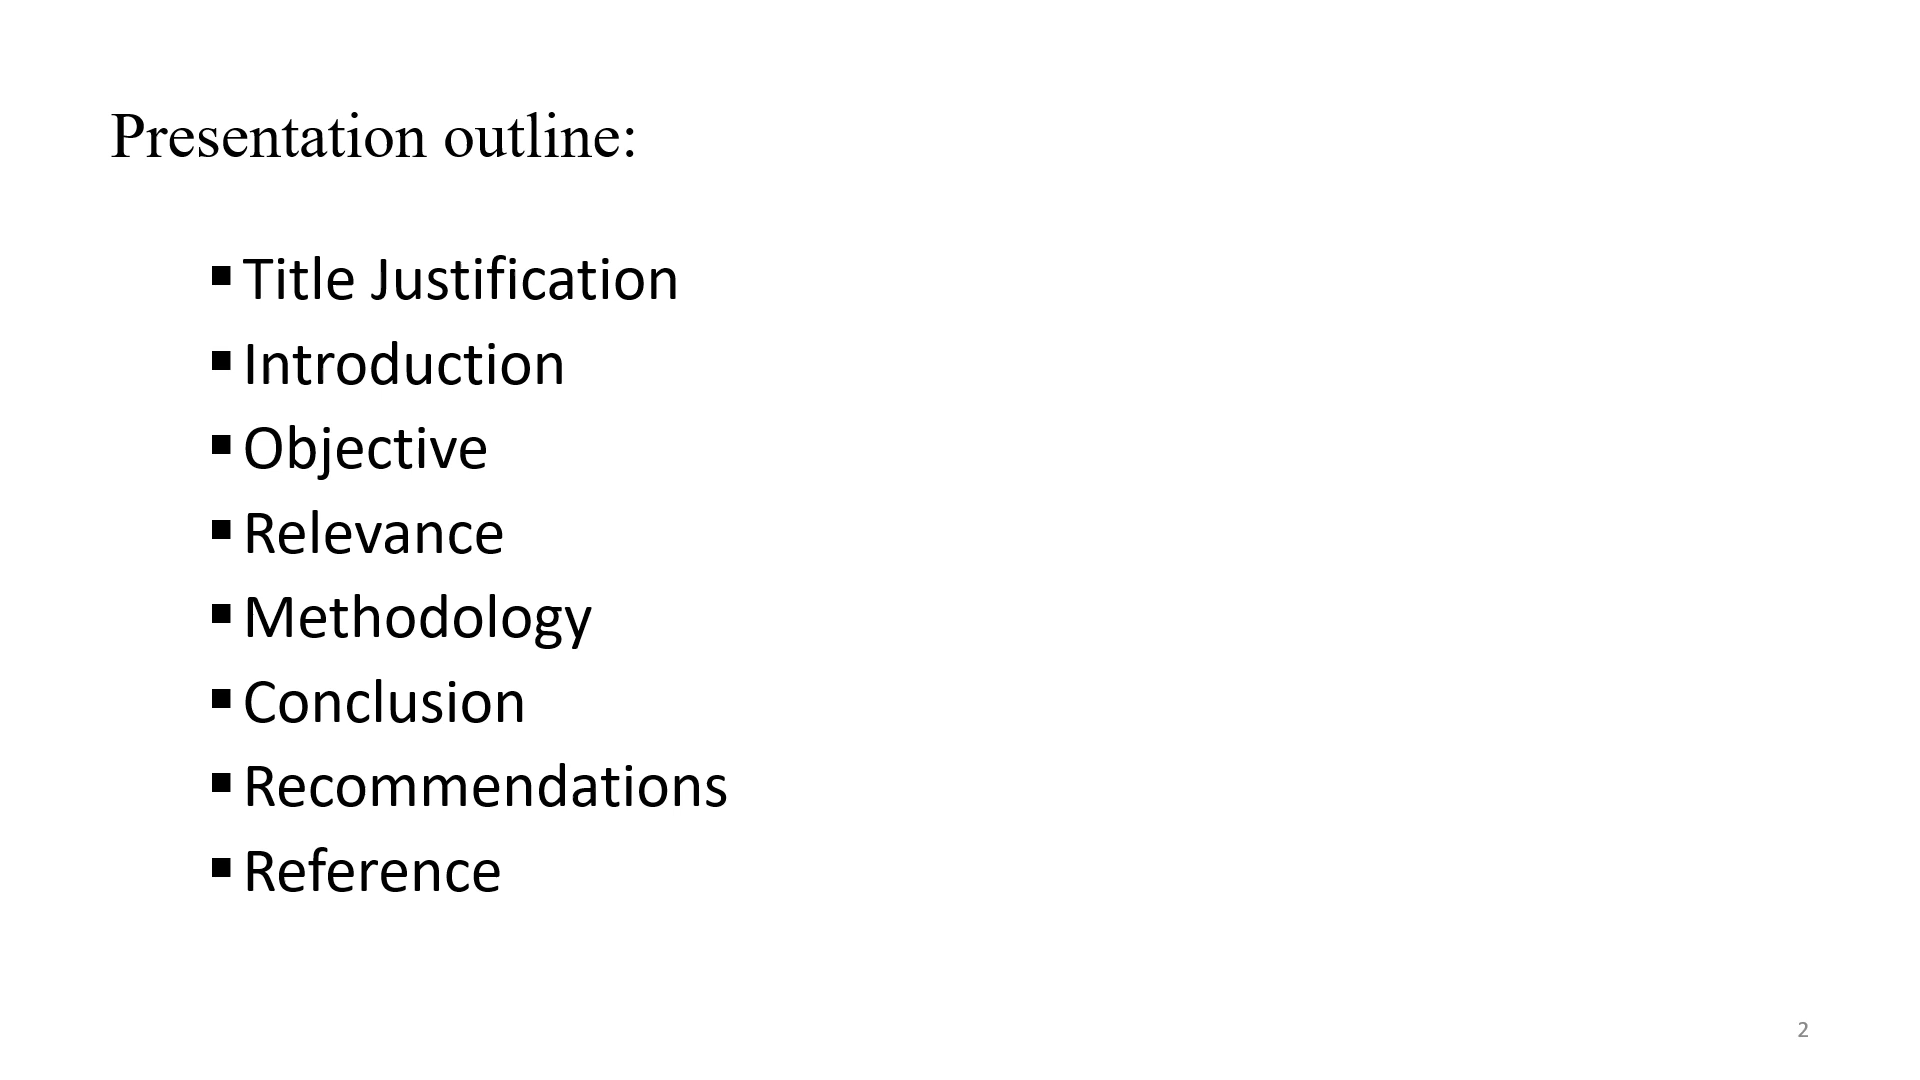 Presentation outline:
▪ Title Justification
▪ Introduction
▪ Objective
▪ Relevance
▪ Methodology
▪ Conclusion
▪ Recommendations
▪ Reference
2